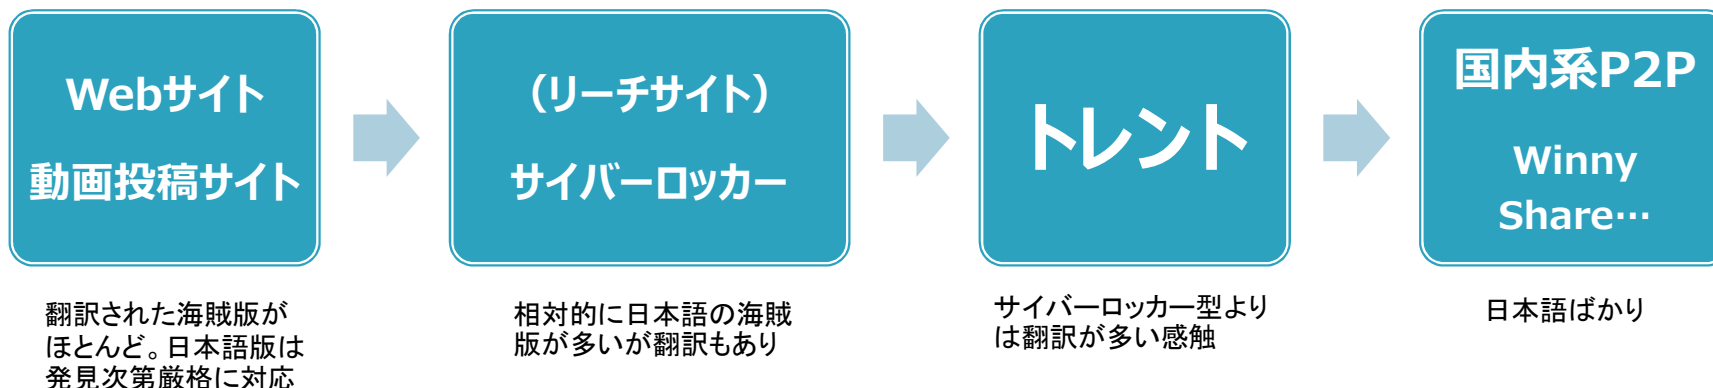 Webサイト
動画投稿サイト
（リーチサイト）
サイバーロッカー
トレント
国内系P2P
Winny
Share…
翻訳された海賊版が
ほとんど。日本語版は
発見次第厳格に対応
相対的に日本語の海賊
版が多いが翻訳もあり
サイバーロッカー型より
は翻訳が多い感触
日本語ばかり